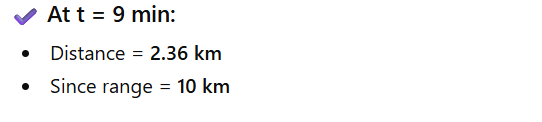 ✔ At t = 9 min:
• Distance = 2.36 km
• Since range = 10 km